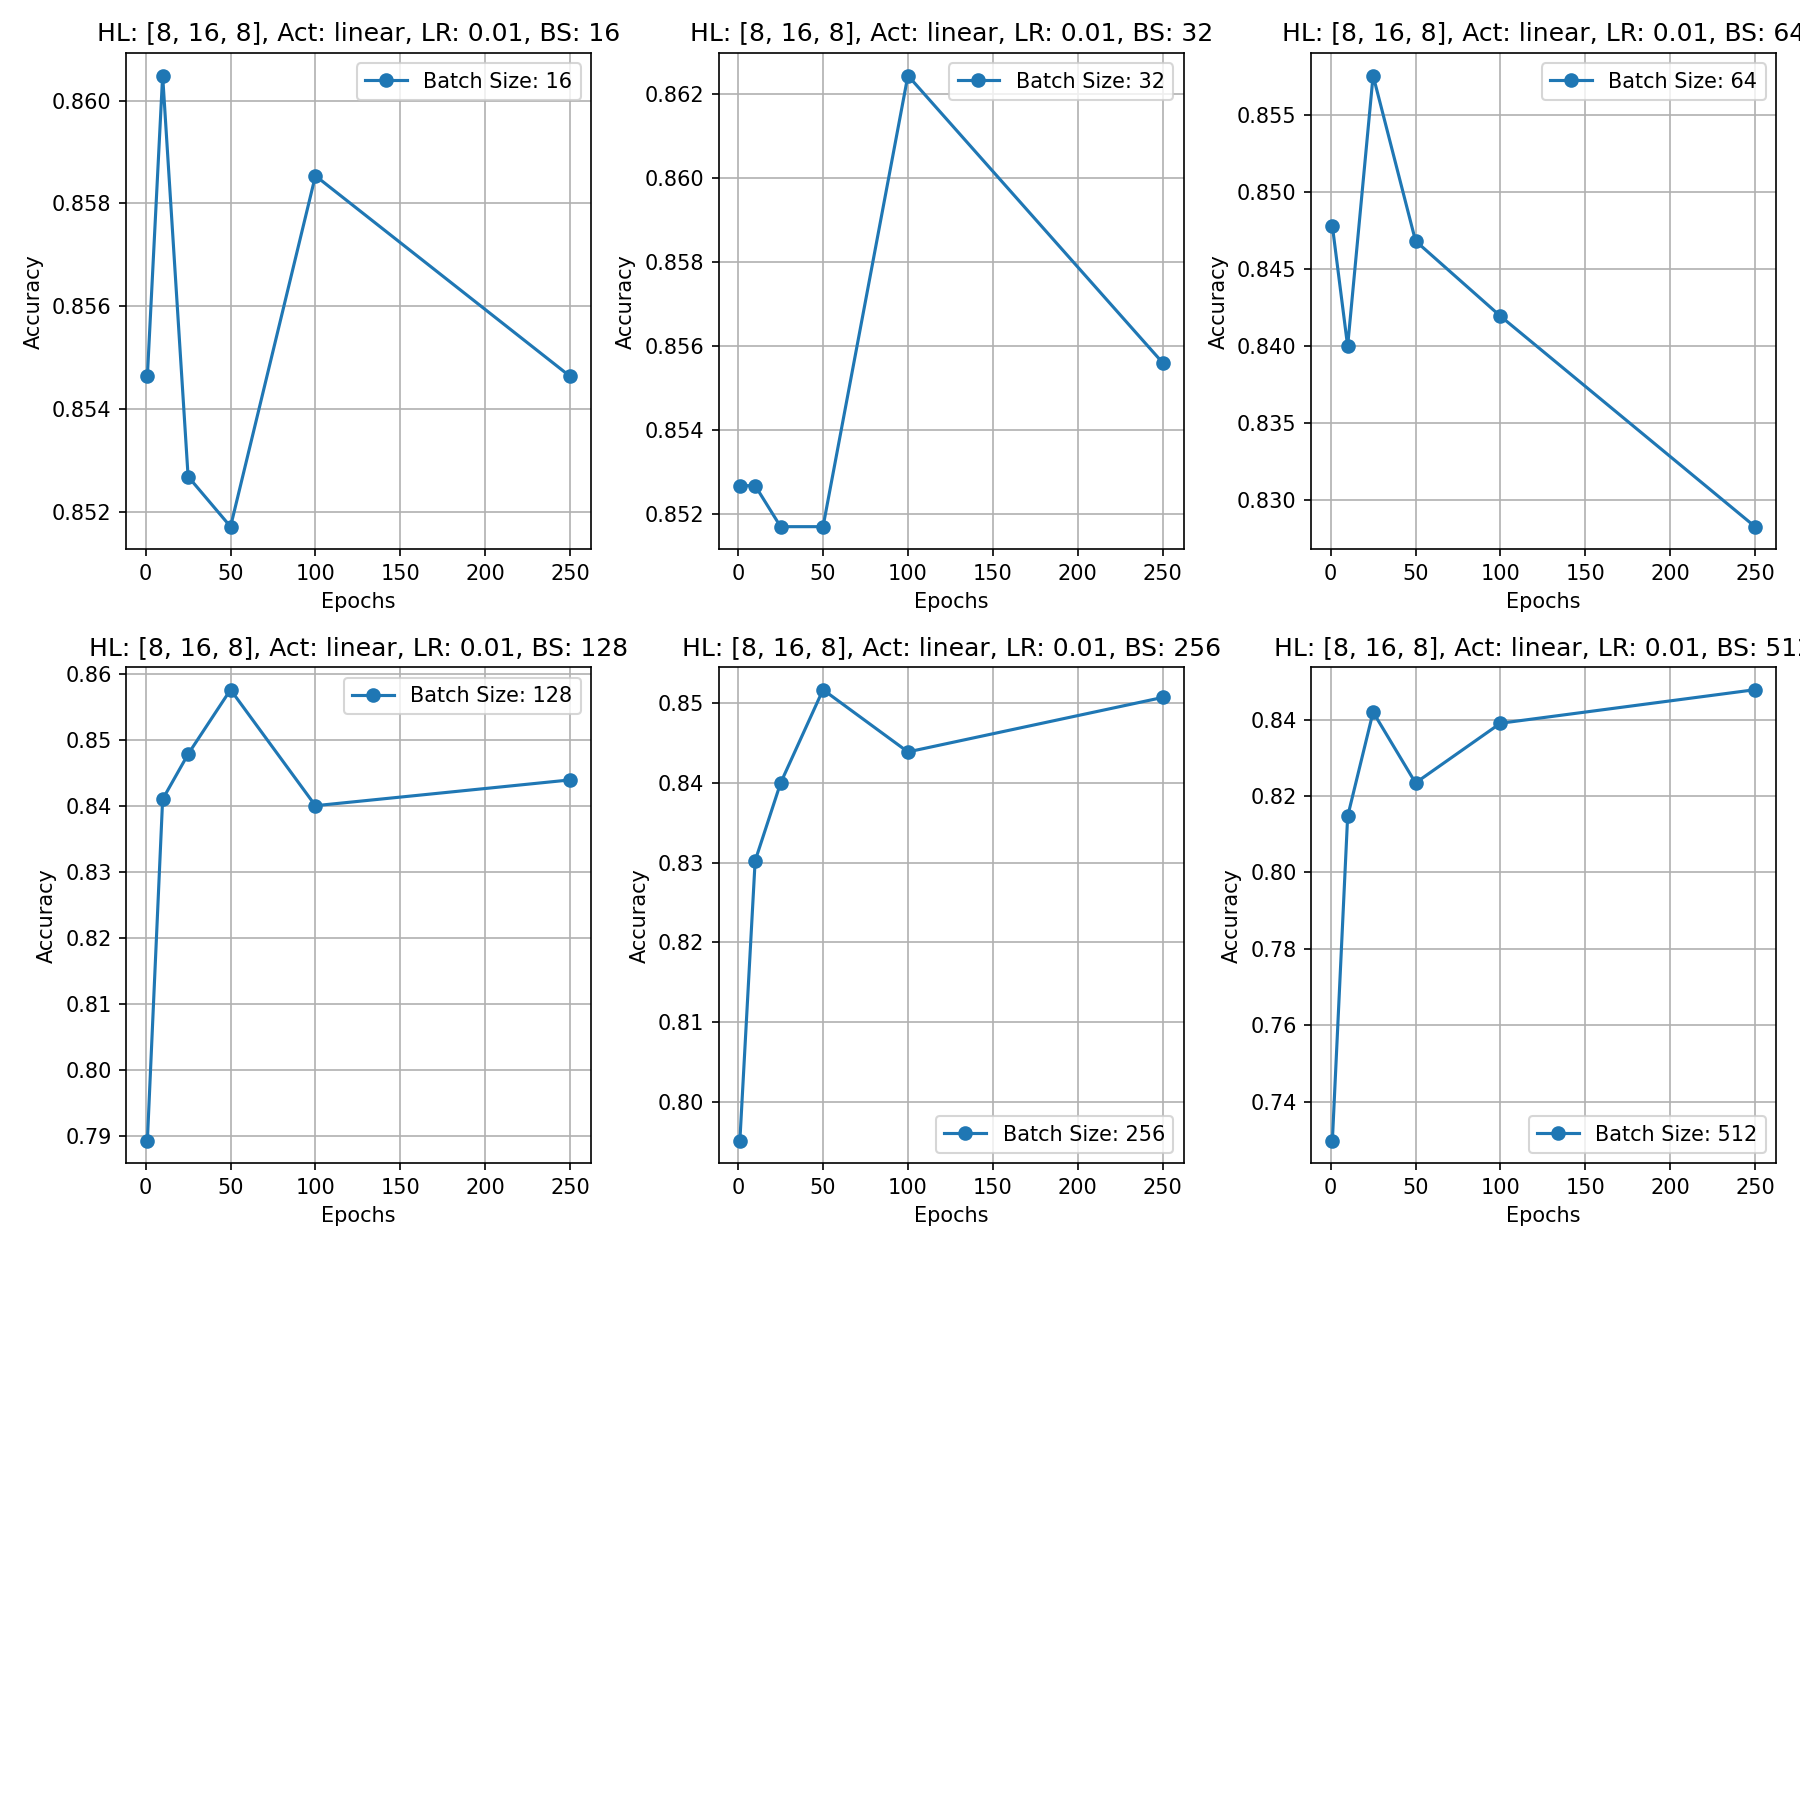 HL: [8, 16, 8], Act: linear, LR: 0.01, BS: 16
Batch Size: 16
Accuracy
0.860
0.858
0.856
0.854
0.852
0 50 100 150 200 250
Epochs
HL: [8, 16, 8], Act: linear, LR: 0.01, BS: 32
Batch Size: 32
Accuracy
0.862
0.860
0.858
0.856
0.854
0.852
0 50 100 150 200 250
Epochs
HL: [8, 16, 8], Act: linear, LR: 0.01, BS: 64
Batch Size: 64
Accuracy
0.855
0.850
0.845
0.840
0.835
0.830
0 50 100 150 200 250
Epochs
HL: [8, 16, 8], Act: linear, LR: 0.01, BS: 128
Batch Size: 128
Accuracy
0.86
0.85
0.84
0.83
0.82
0.81
0.80
0.79
0 50 100 150 200 250
Epochs
HL: [8, 16, 8], Act: linear, LR: 0.01, BS: 256
Batch Size: 256
Accuracy
0.85
0.84
0.83
0.82
0.81
0.80
0 50 100 150 200 250
Epochs
HL: [8, 16, 8], Act: linear, LR: 0.01, BS: 512
Batch Size: 512
Accuracy
0.84
0.82
0.80
0.78
0.76
0.74
0 50 100 150 200 250
Epochs